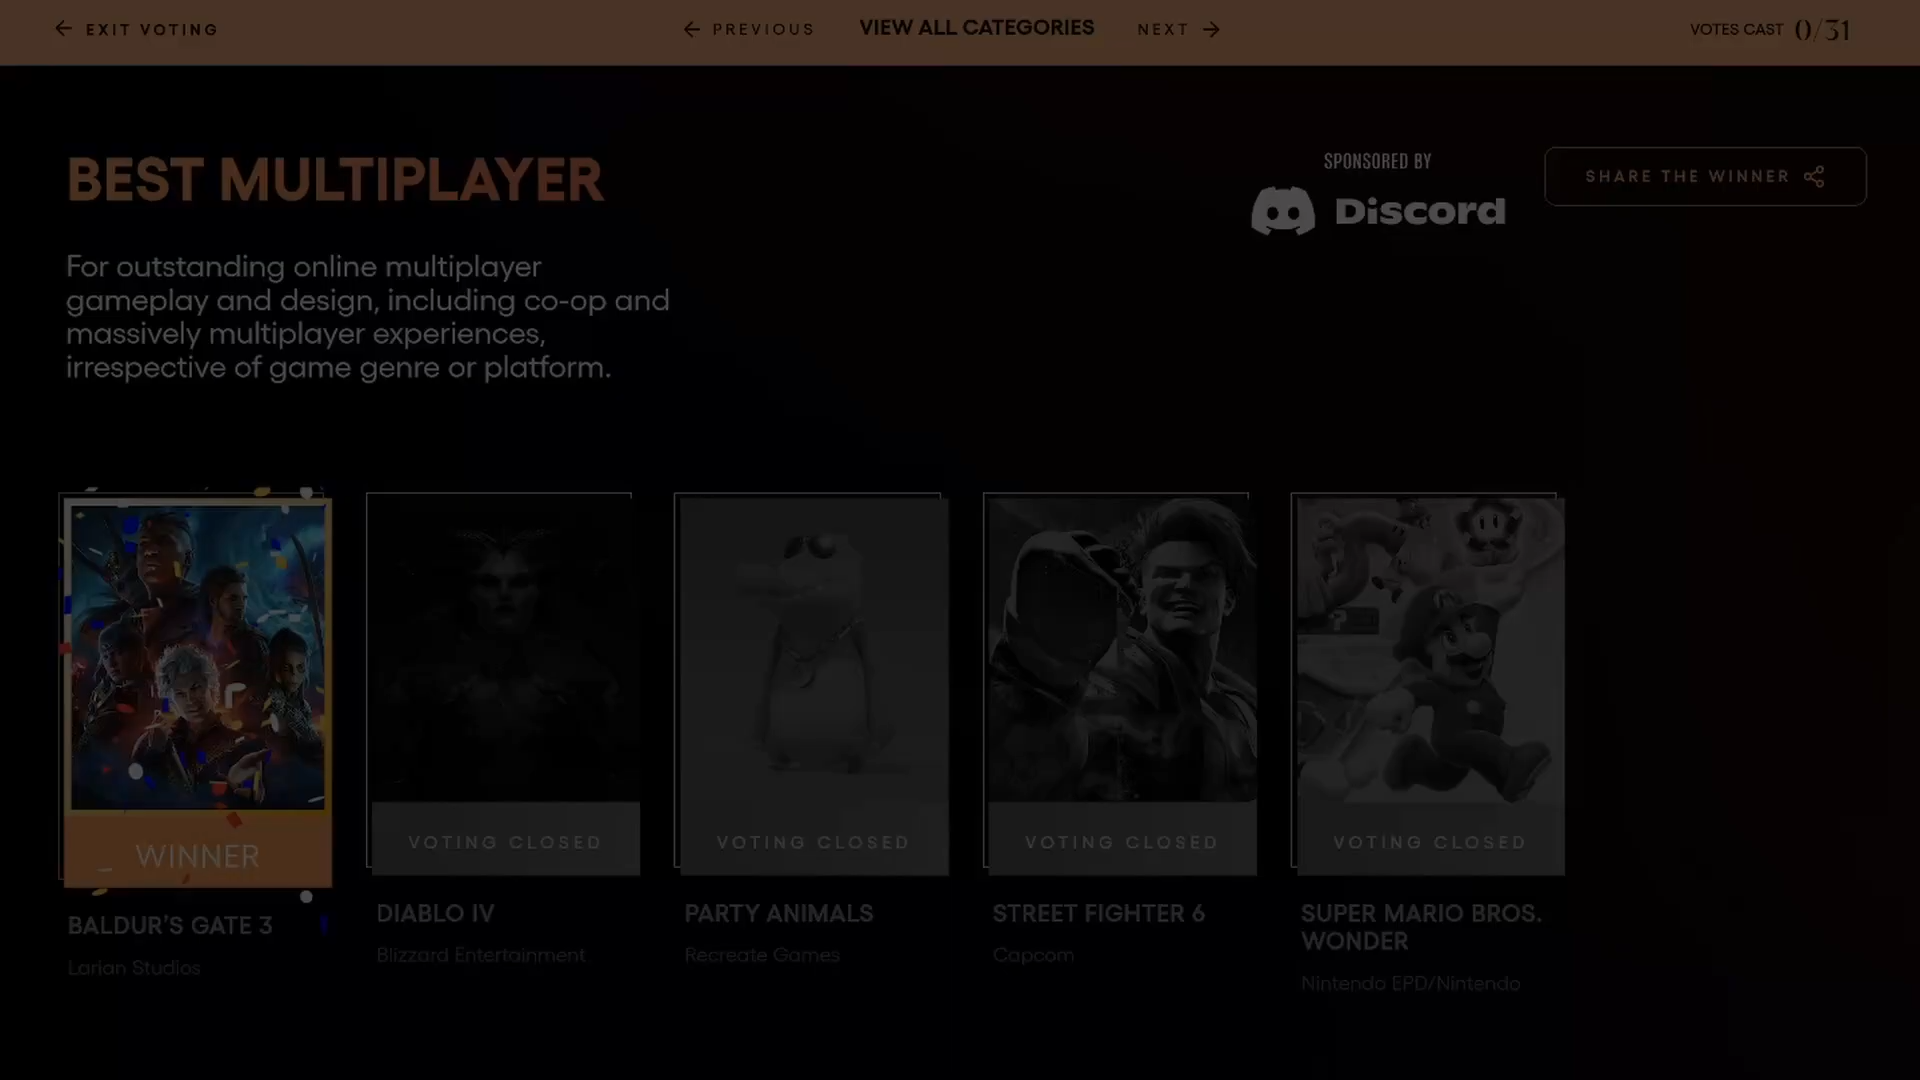 EXIT VOTING
PREVIOUS
VIEW ALL CATEGORIES
NEXT
VOTES CAST 0/31
BEST MULTIPLAYER
SPONSORED BY
Discord
SHARE THE WINNER
For outstanding online multiplayer
gameplay and design, including co-op and
massively multiplayer experiences,
irrespective of game genre or platform.
WINNER
VOTING CLOSED
VOTING CLOSED
VOTING CLOSED
VOTING CLOSED
BALDUR'S GATE 3
Larian Studios
DIABLO IV
Blizzard Entertainment
PARTY ANIMALS
Recreate Games
STREET FIGHTER 6
Capcom
SUPER MARIO BROS.
WONDER
Nintendo EPD/Nintendo